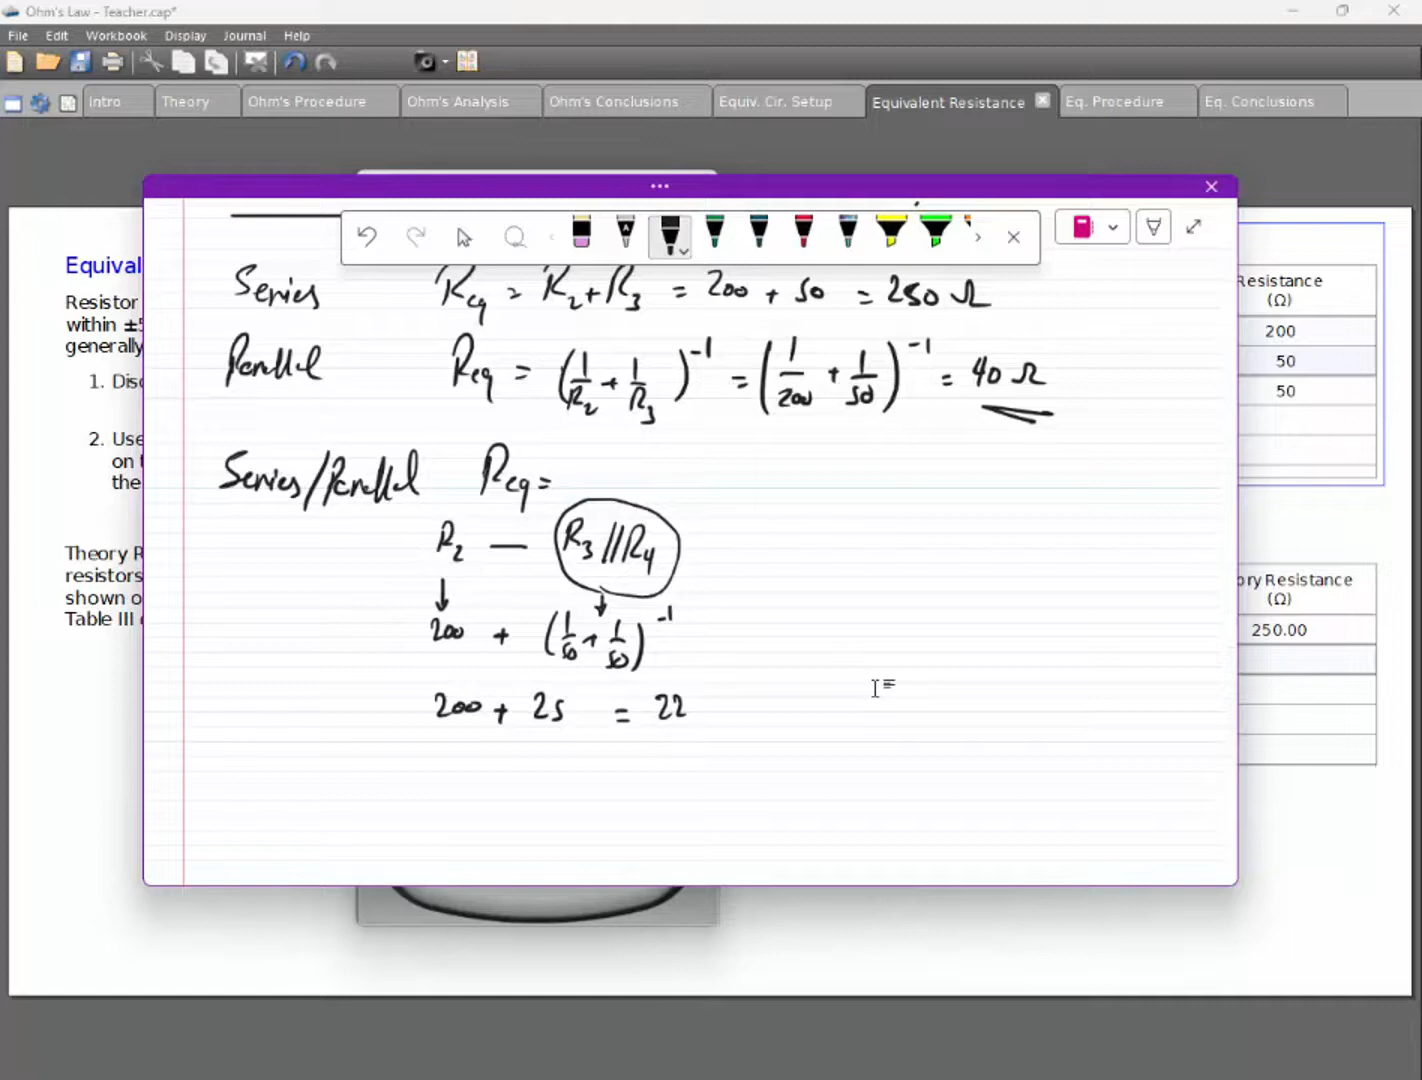 Ohm's Law - Teacher.cap*
File Edit Workbook Display Journal Help
Intro Theory Ohm's Procedure Ohm's Analysis Ohm's Conclusions Equiv. Cir. Setup Equivalent Resistance Eq. Procedure Eq. Conclusions
Equival
Resistor
within ±5
generally
1. Disc
2. Use
on t
the
Theory R
resistors
shown o
Table III
Resistance
(Ω)
200
50
50
ory Resistance
(Ω)
250.00
Series Req = R2+R3 = 200 + 50 = 250 Ω
Parallel Req = (1/R2 + 1/R3)^-1 = (1/200 + 1/50)^-1 = 40 Ω
Series/Parallel Req =
R2 — R3//R4
↓ ↓
200 + (1/50 + 1/50)^-1
200 + 25 = 22